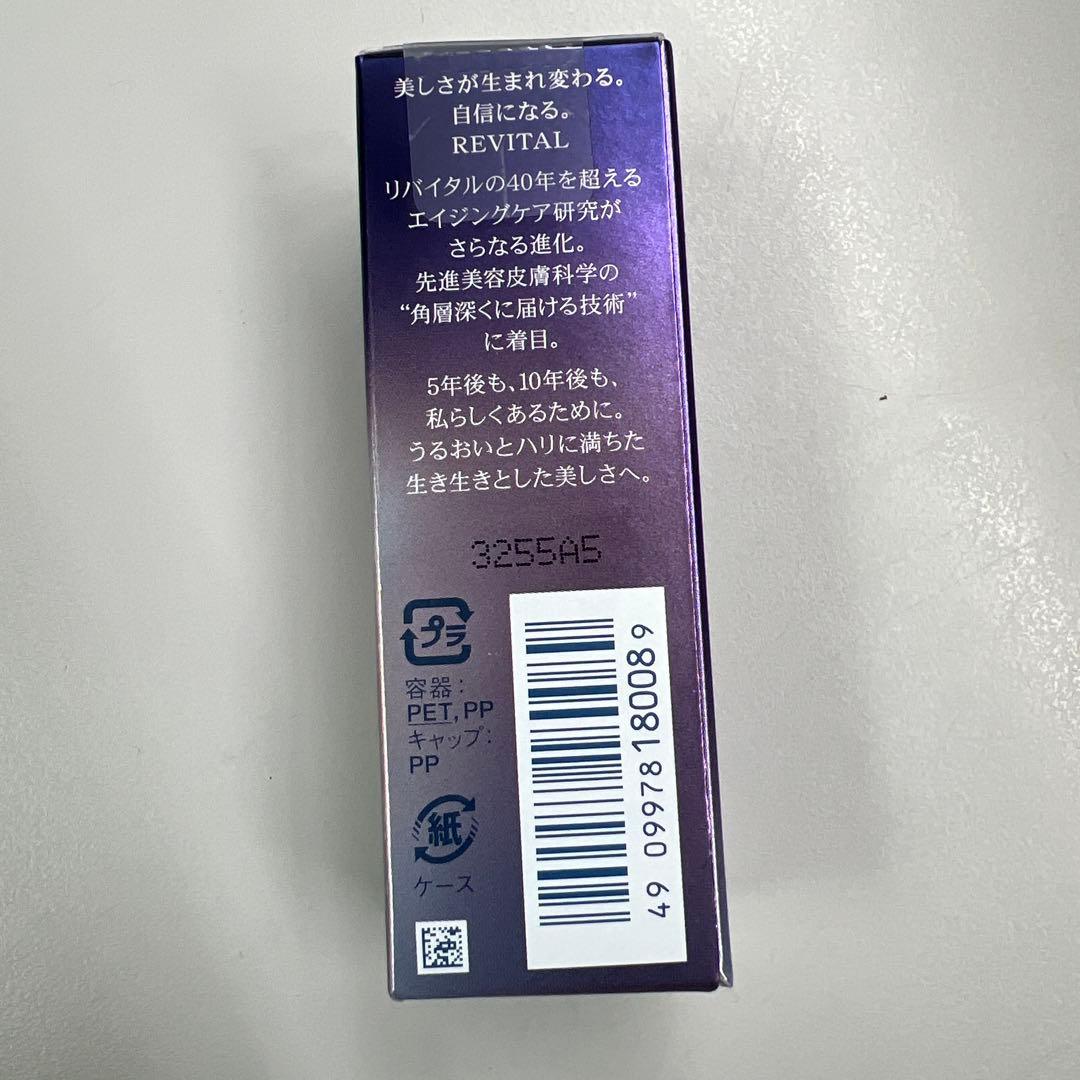 美しさが生まれ変わる。
自信になる。
REVITAL
リバイタルの40年を超える
エイジングケア研究が
さらなる進化。
先進美容皮膚科学の
“角層深くに届ける技術”
に着目。
5年後も、10年後も、
私らしくあるために。
うるおいとハリに満ちた
生き生きとした美しさへ。
3255A5
プラ
容器：
PET, PP
キャップ：
PP
紙
ケース
49 09978 180089